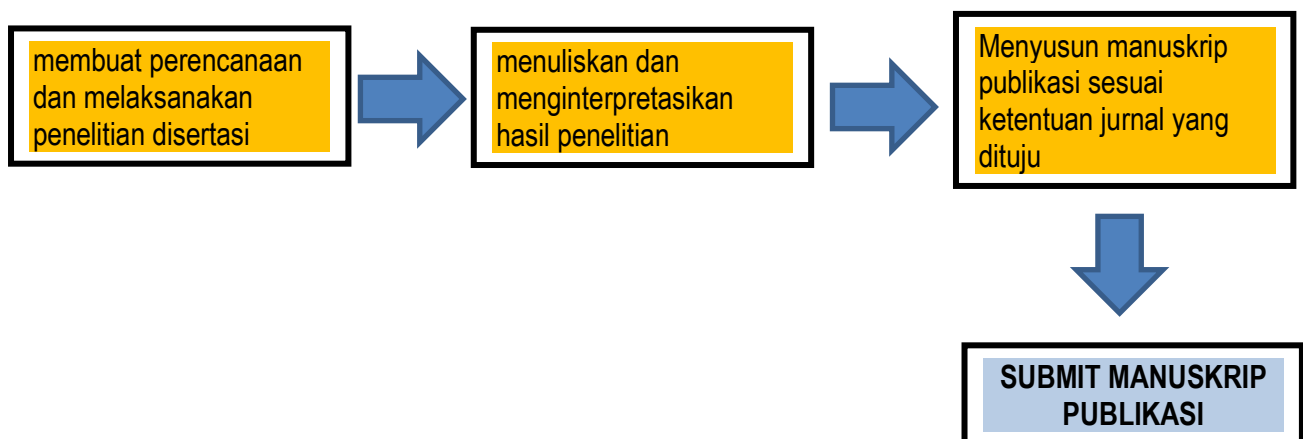 membuat perencanaan
dan melaksanakan
penelitian disertasi
menuliskan dan
menginterpretasikan
hasil penelitian
Menyusun manuskrip
publikasi sesuai
ketentuan jurnal yang
dituju
SUBMIT MANUSKRIP
PUBLIKASI